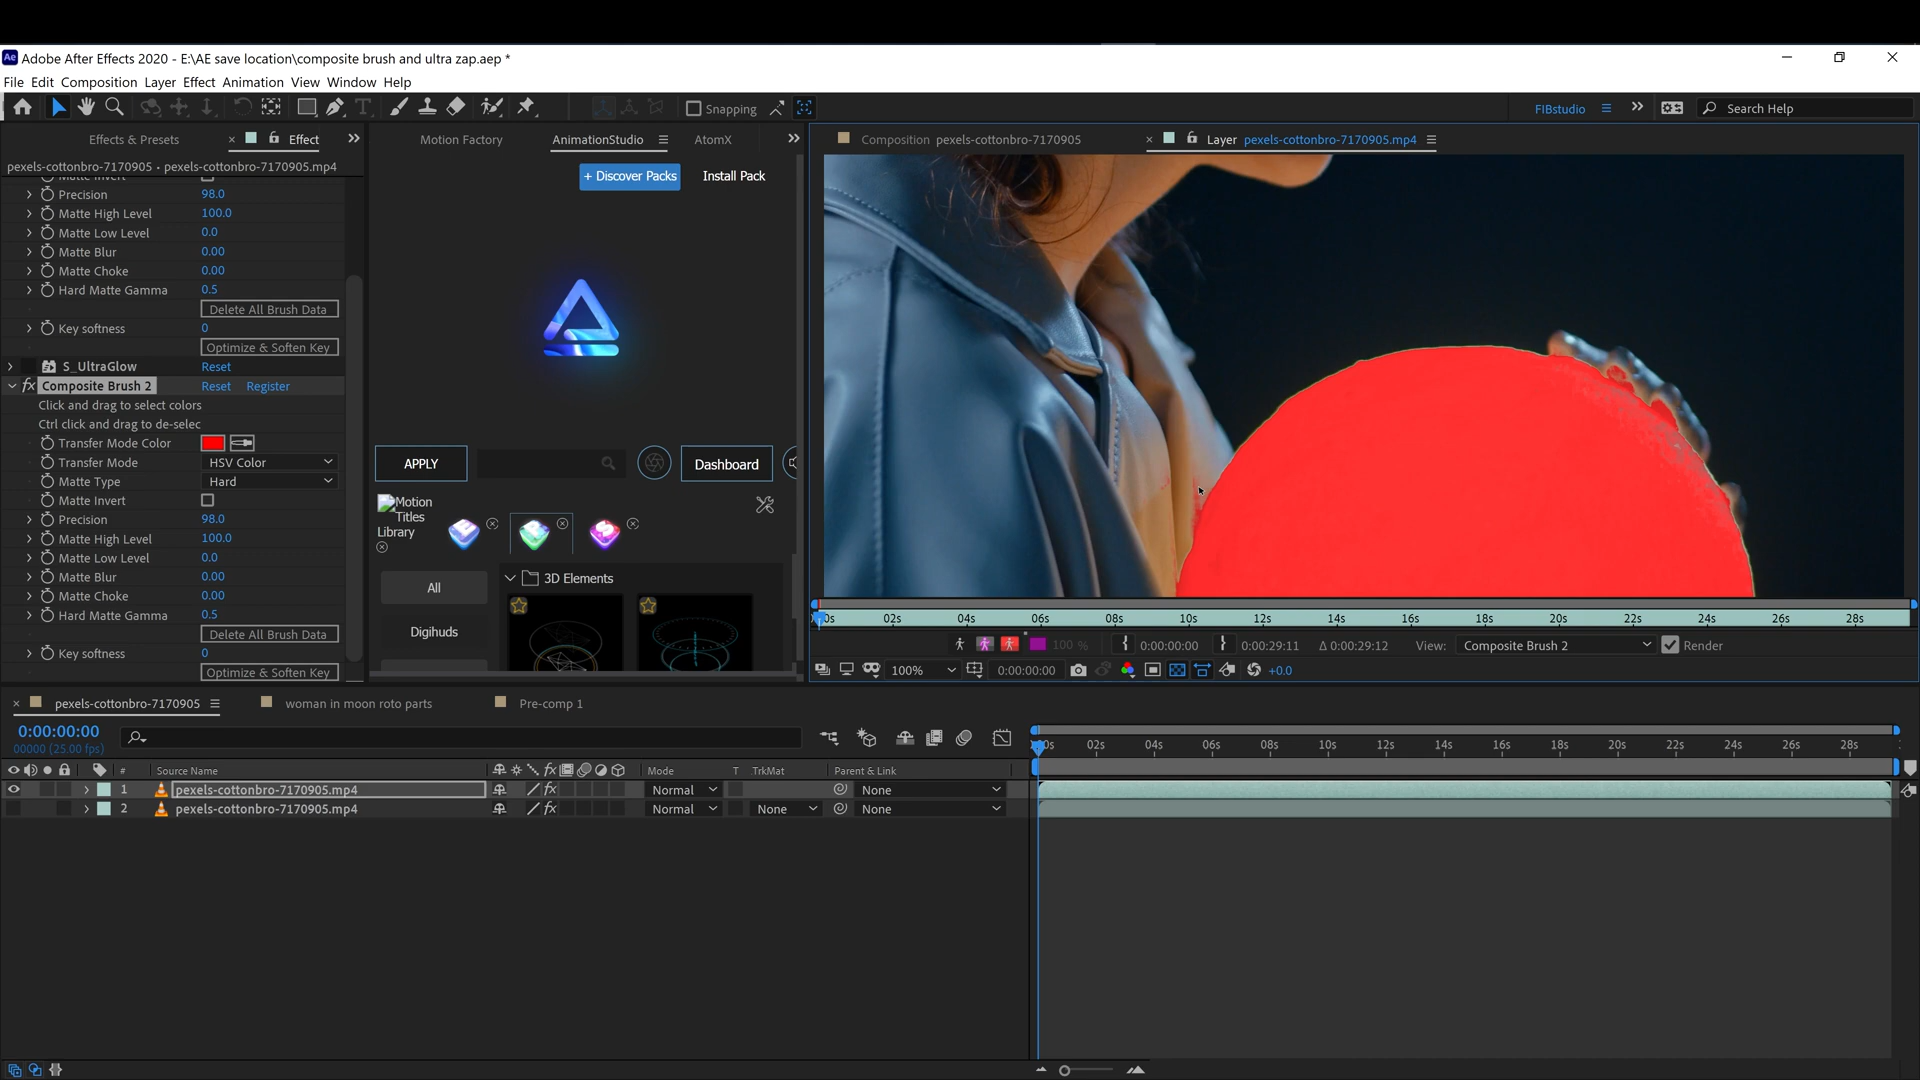 Ae Adobe After Effects 2020 - E:\AE save location\composite brush and ultra zap.aep *
File Edit Composition Layer Effect Animation View Window Help
Snapping
FIBstudio
Search Help
Effects & Presets
Effect
Motion Factory
AnimationStudio
AtomX
Composition pexels-cottonbro-7170905
Layer pexels-cottonbro-7170905.mp4
pexels-cottonbro-7170905 • pexels-cottonbro-7170905.mp4
Matte Invert
Precision 98.0
Matte High Level 100.0
Matte Low Level 0.0
Matte Blur 0.00
Matte Choke 0.00
Hard Matte Gamma 0.5
Delete All Brush Data
Key softness 0
Optimize & Soften Key
S_UltraGlow Reset
fx Composite Brush 2 Reset Register
Click and drag to select colors
Ctrl click and drag to de-selec
Transfer Mode Color
Transfer Mode HSV Color
Matte Type Hard
Matte Invert
Precision 98.0
Matte High Level 100.0
Matte Low Level 0.0
Matte Blur 0.00
Matte Choke 0.00
Hard Matte Gamma 0.5
Delete All Brush Data
Key softness 0
Optimize & Soften Key
+ Discover Packs
Install Pack
APPLY
Dashboard
Motion
Titles
Library
All
3D Elements
Digihuds
0s 02s 04s 06s 08s 10s 12s 14s 16s 18s 20s 22s 24s 26s 28s
100 % 0:00:00:00 0:00:29:11 Δ 0:00:29:12 View: Composite Brush 2 Render
100% 0:00:00:00 +0.0
pexels-cottonbro-7170905
woman in moon roto parts
Pre-comp 1
0:00:00:00
00000 (25.00 fps)
# Source Name fx Mode T .TrkMat Parent & Link
0s 02s 04s 06s 08s 10s 12s 14s 16s 18s 20s 22s 24s 26s 28s
1 pexels-cottonbro-7170905.mp4 fx Normal None
2 pexels-cottonbro-7170905.mp4 fx Normal None None